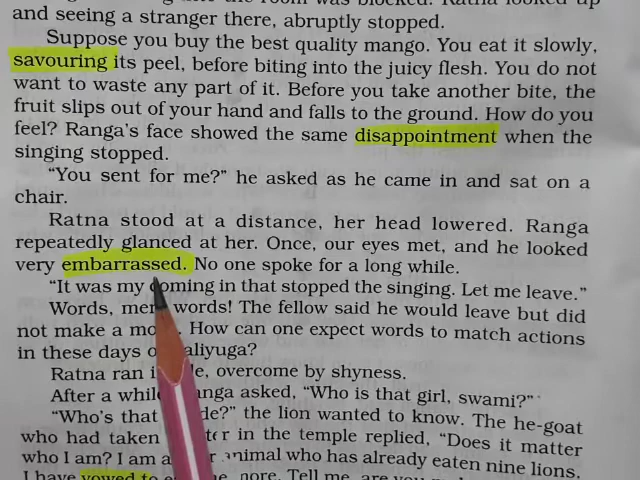 and seeing a stranger there, abruptly stopped.
Suppose you buy the best quality mango. You eat it slowly,
savouring its peel, before biting into the juicy flesh. You do not
want to waste any part of it. Before you take another bite, the
fruit slips out of your hand and falls to the ground. How do you
feel? Ranga's face showed the same disappointment when the
singing stopped.
"You sent for me?" he asked as he came in and sat on a
chair.
Ratna stood at a distance, her head lowered. Ranga
repeatedly glanced at her. Once, our eyes met, and he looked
very embarrassed. No one spoke for a long while.
"It was my coming in that stopped the singing. Let me leave."
Words, mere words! The fellow said he would leave but did
not make a How can one expect words to match actions
in these days
Ratna ran overcome by shyness.
After a while asked, "Who is that girl, swami?"
"Who's that the lion wanted to know. The he-goat
who had taken in the temple replied, "Does it matter
who I am? I am a animal who has already eaten nine lions.
I have vowed to Tell me, are you